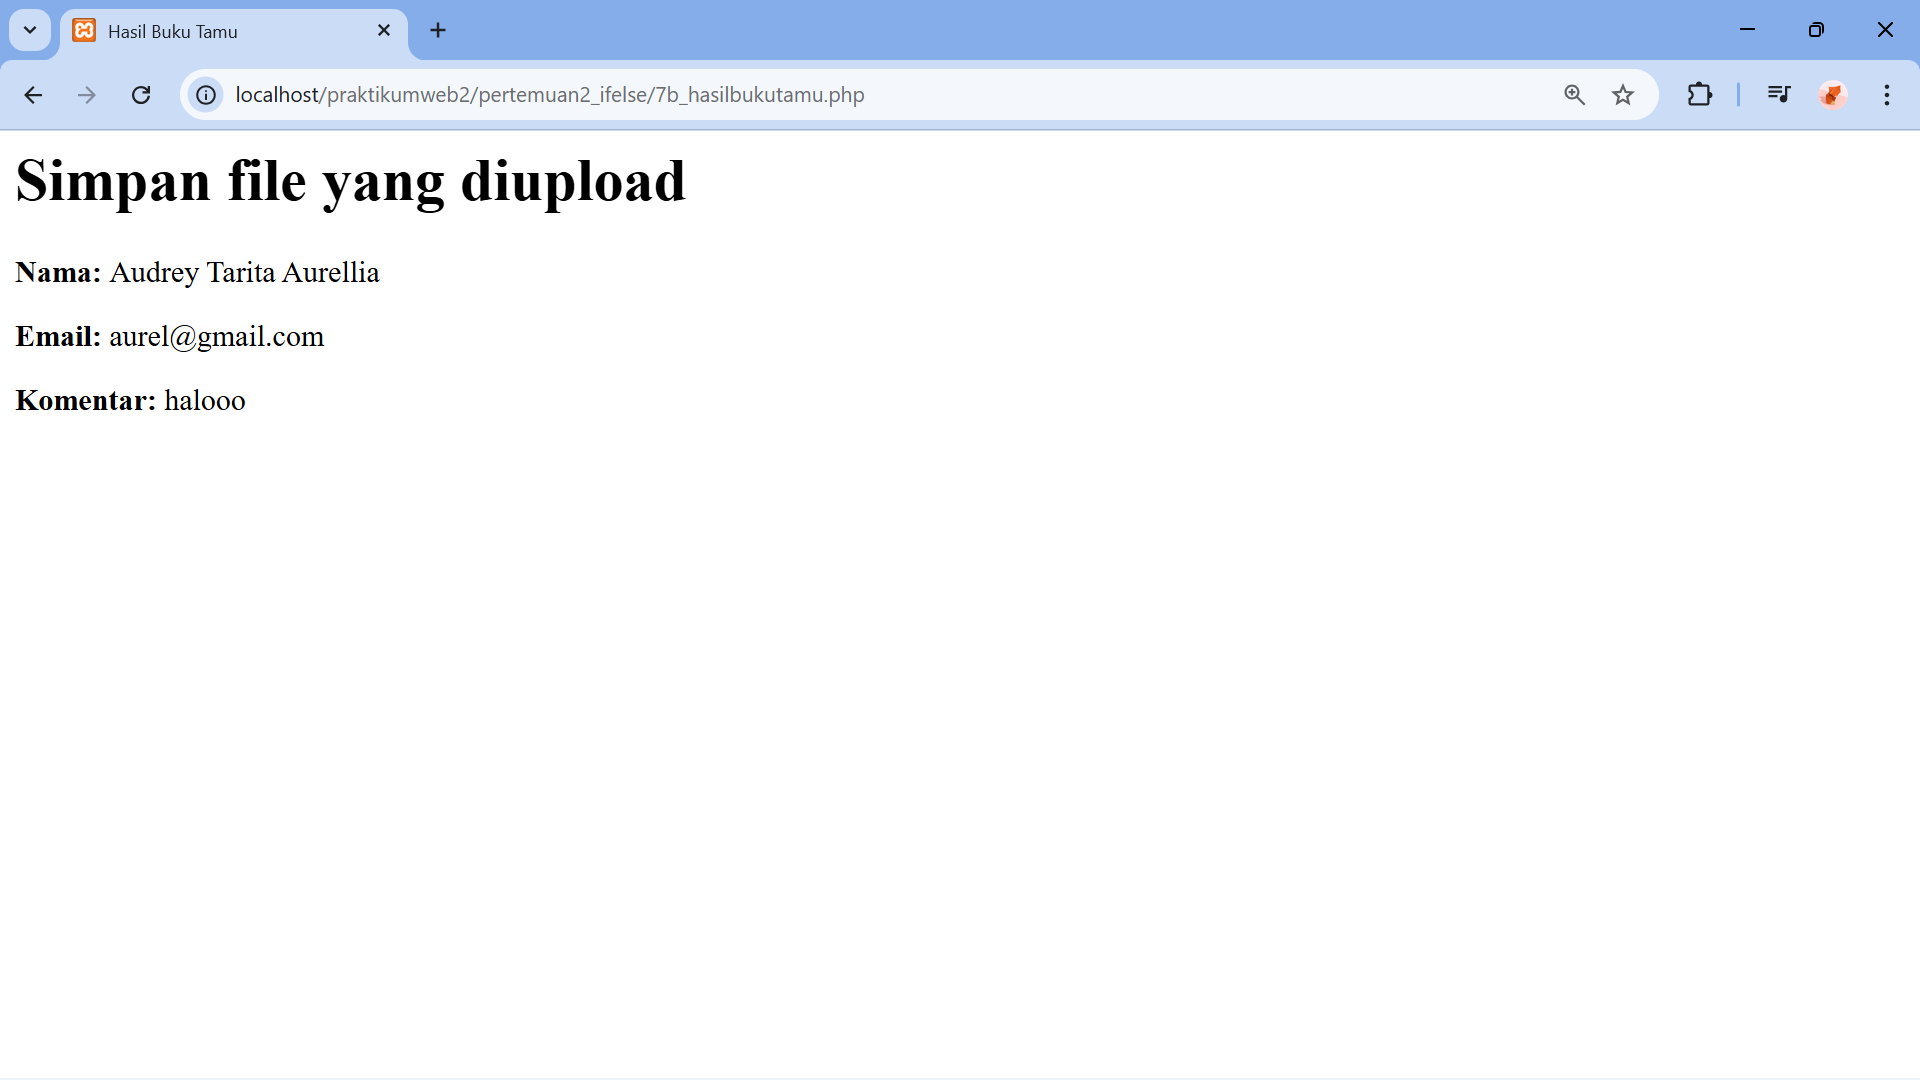 Hasil Buku Tamu
localhost/praktikumweb2/pertemuan2_ifelse/7b_hasilbukutamu.php
Simpan file yang diupload
Nama: Audrey Tarita Aurellia
Email: aurel@gmail.com
Komentar: halooo